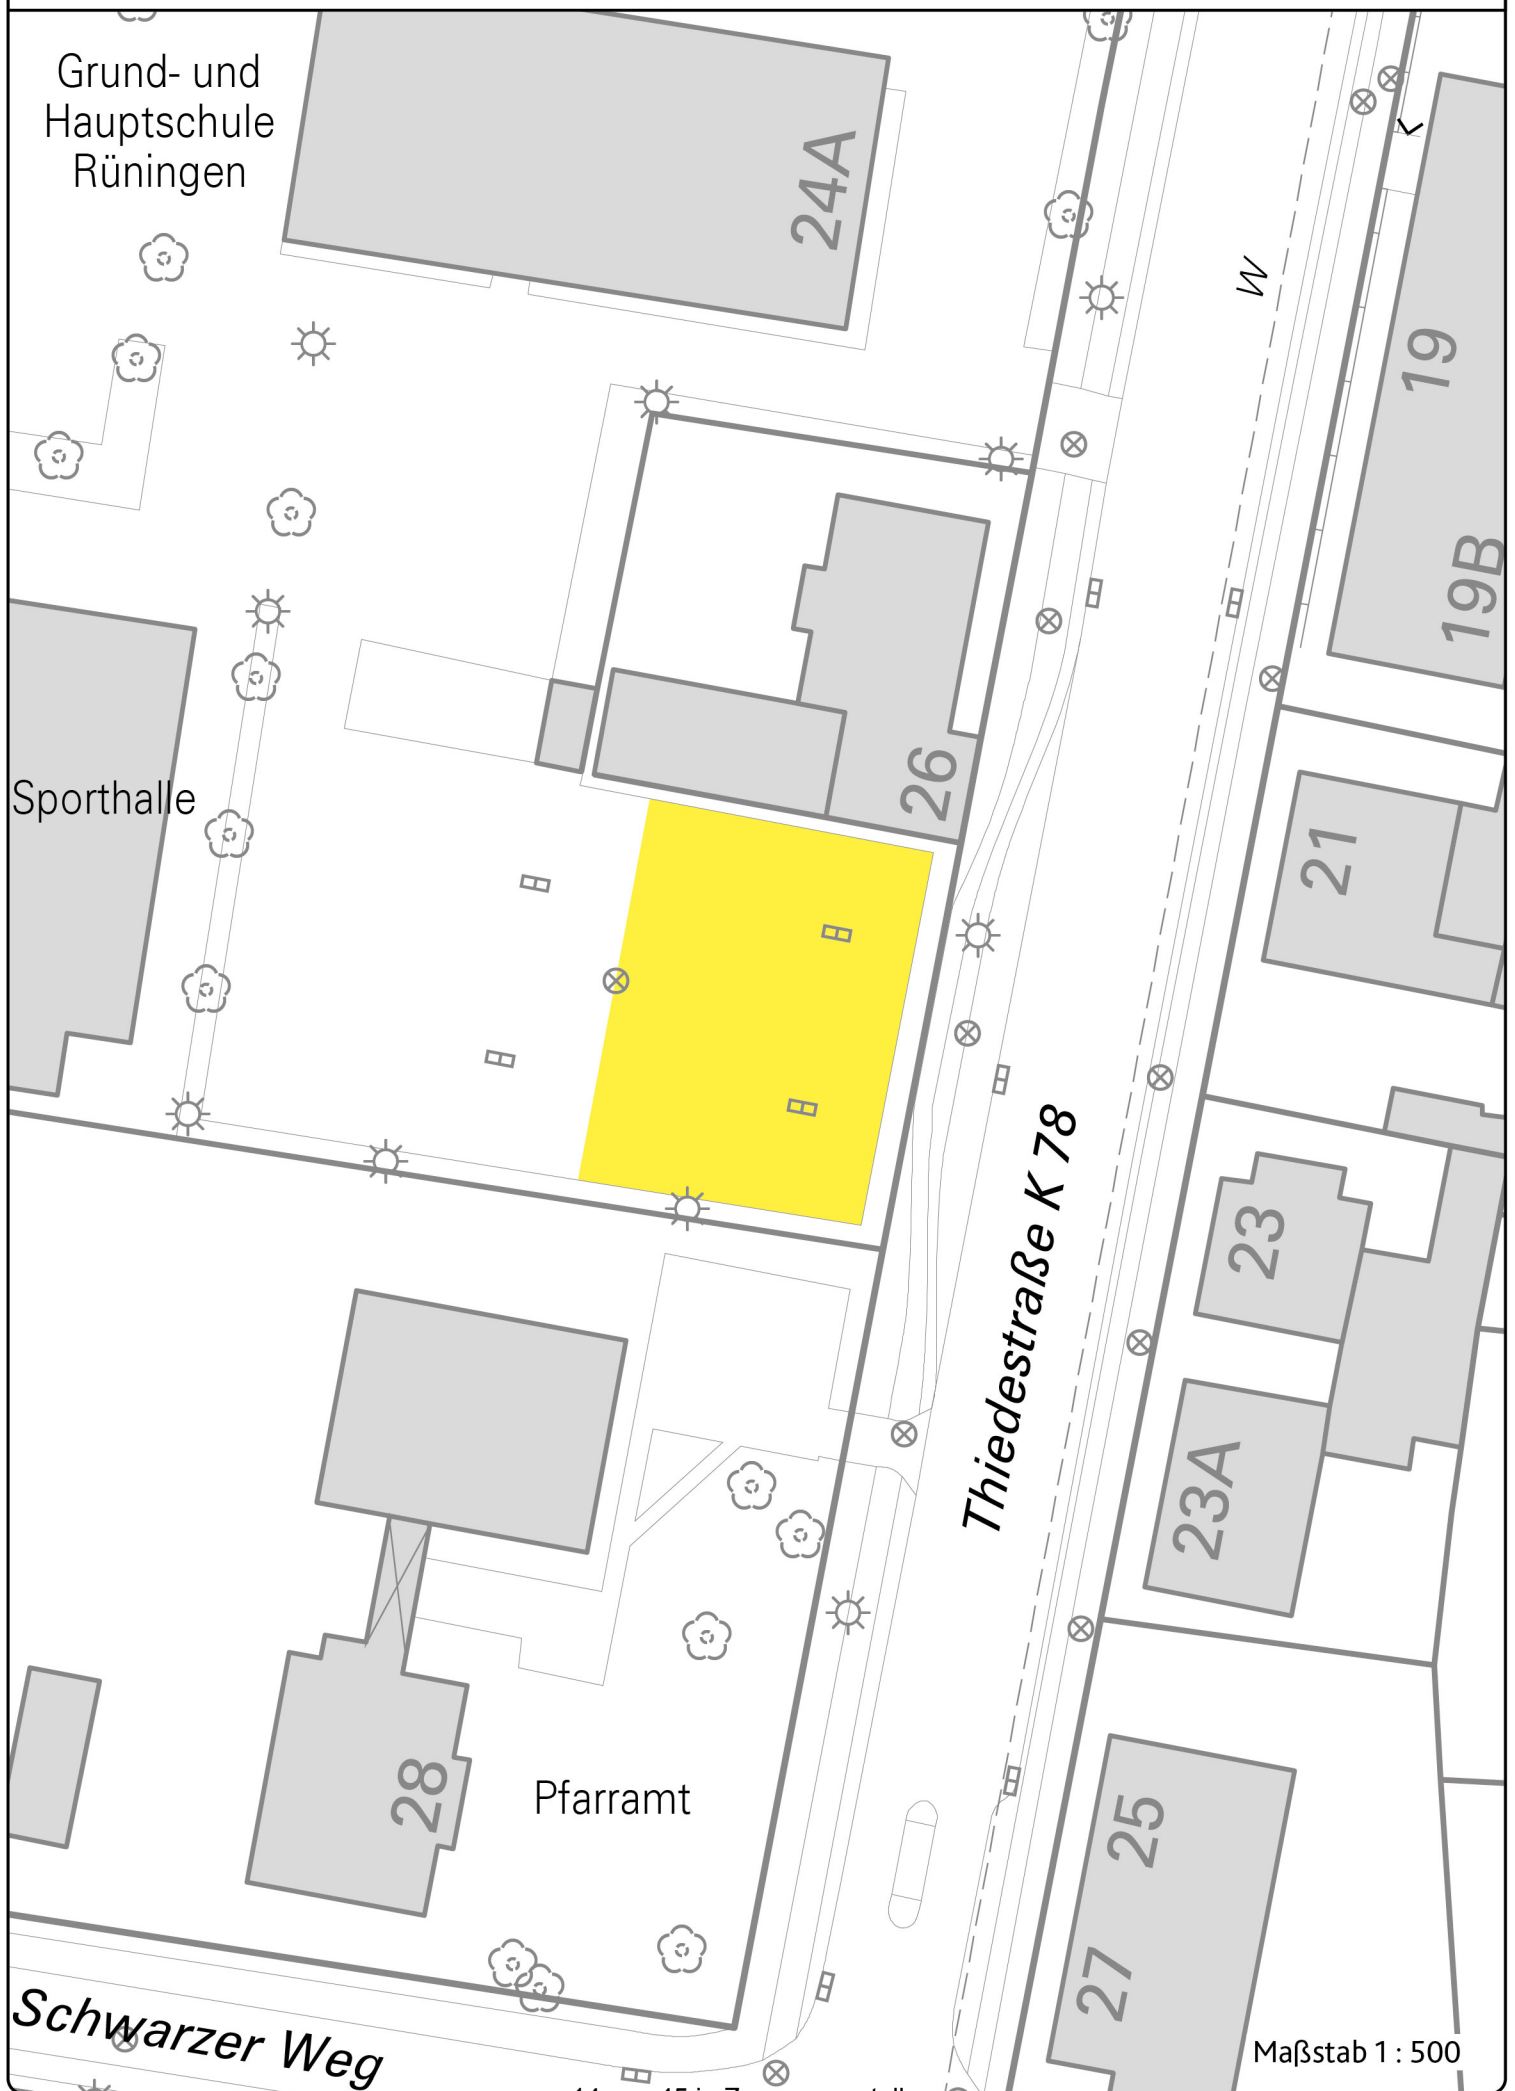 Grund- und
Hauptschule
Rüningen
24A
W
19
19B
Sporthalle
26
21
Thiedestraße K 78
23
23A
28
Pfarramt
25
27
Schwarzer Weg
Maßstab 1 : 500